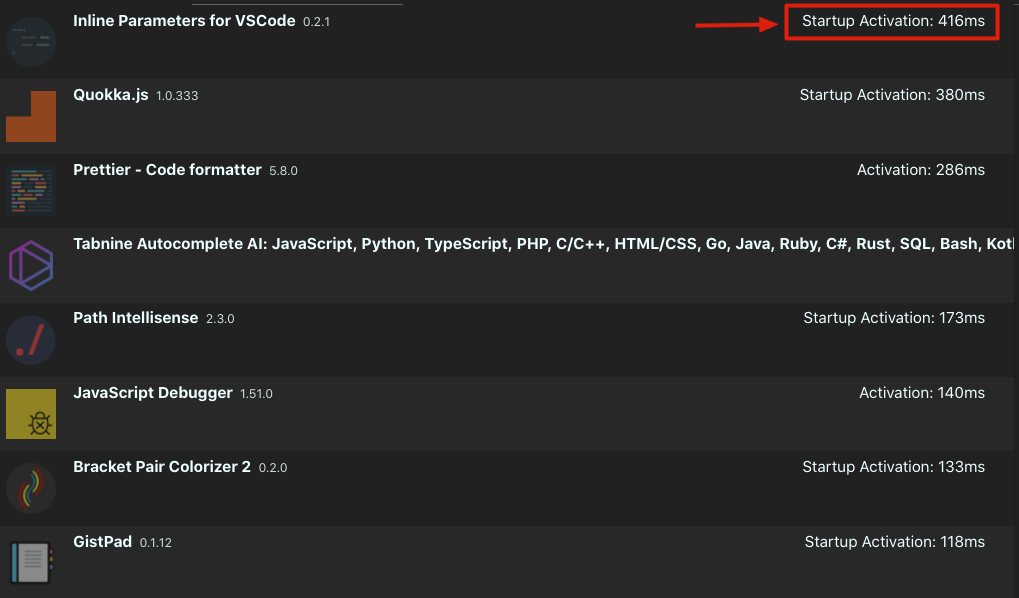 Inline Parameters for VSCode 0.2.1 Startup Activation: 416ms
Quokka.js 1.0.333 Startup Activation: 380ms
Prettier - Code formatter 5.8.0 Activation: 286ms
Tabnine Autocomplete AI: JavaScript, Python, TypeScript, PHP, C/C++, HTML/CSS, Go, Java, Ruby, C#, Rust, SQL, Bash, Kotl
Path Intellisense 2.3.0 Startup Activation: 173ms
JavaScript Debugger 1.51.0 Activation: 140ms
Bracket Pair Colorizer 2 0.2.0 Startup Activation: 133ms
GistPad 0.1.12 Startup Activation: 118ms